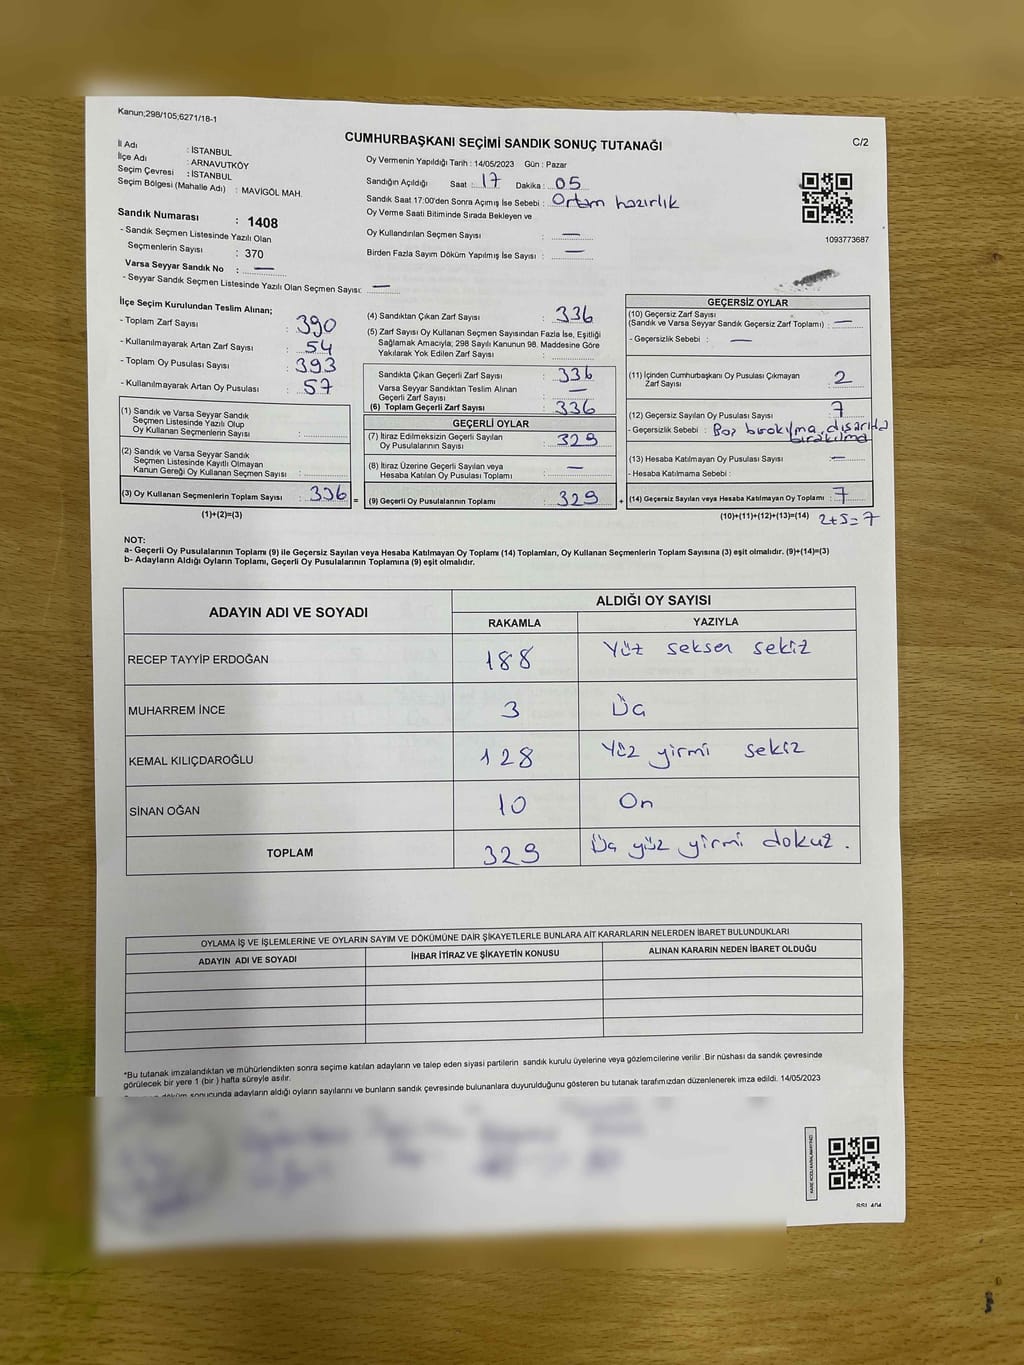 Kanun;298/105;6271/18-1
CUMHURBAŞKANI SEÇİMİ SANDIK SONUÇ TUTANAĞI
C/2
İl Adı : İSTANBUL
İlçe Adı : ARNAVUTKÖY
Seçim Çevresi : İSTANBUL
Seçim Bölgesi (Mahalle Adı) : MAVİGÖL MAH.
Sandık Numarası : 1408
- Sandık Seçmen Listesinde Yazılı Olan
Seçmenlerin Sayısı : 370
Varsa Seyyar Sandık No : —
- Seyyar Sandık Seçmen Listesinde Yazılı Olan Seçmen Sayısı: —
Oy Vermenin Yapıldığı Tarih : 14/05/2023 Gün : Pazar
Sandığın Açıldığı Saat : 17 Dakika : 05
Sandık Saat 17:00'den Sonra Açımış İse Sebebi : Ortam hazırlık
Oy Verme Saati Bitiminde Sırada Bekleyen ve
Oy Kullandırılan Seçmen Sayısı : —
Birden Fazla Sayım Döküm Yapılmış İse Sayısı : —
1093773687
İlçe Seçim Kurulundan Teslim Alınan;
- Toplam Zarf Sayısı : 390
- Kullanılmayarak Artan Zarf Sayısı : 54
- Toplam Oy Pusulası Sayısı : 393
- Kullanılmayarak Artan Oy Pusulası : 57
(1) Sandık ve Varsa Seyyar Sandık
Seçmen Listesinde Yazılı Olup
Oy Kullanan Seçmenlerin Sayısı :
(2) Sandık ve Varsa Seyyar Sandık
Seçmen Listesinde Kayıtlı Olmayan
Kanun Gereği Oy Kullanan Seçmen Sayısı :
(3) Oy Kullanan Seçmenlerin Toplam Sayısı : 336 =
(1)+(2)=(3)
(4) Sandıktan Çıkan Zarf Sayısı : 336
(5) Zarf Sayısı Oy Kullanan Seçmen Sayısından Fazla İse, Eşitliği
Sağlamak Amacıyla; 298 Sayılı Kanunun 98. Maddesine Göre
Yakılarak Yok Edilen Zarf Sayısı :
Sandıkta Çıkan Geçerli Zarf Sayısı : 336
Varsa Seyyar Sandıktan Teslim Alınan
Geçerli Zarf Sayısı : —
(6) Toplam Geçerli Zarf Sayısı : 336
GEÇERLİ OYLAR
(7) İtiraz Edilmeksizin Geçerli Sayılan
Oy Pusulalarının Sayısı : 329
(8) İtiraz Üzerine Geçerli Sayılan veya
Hesaba Katılan Oy Pusulası Toplamı : —
(9) Geçerli Oy Pusulalarının Toplamı : 329 +
GEÇERSİZ OYLAR
(10) Geçersiz Zarf Sayısı
(Sandık ve Varsa Seyyar Sandık Geçersiz Zarf Toplamı) : —
- Geçersizlik Sebebi : —
(11) İçinden Cumhurbaşkanı Oy Pusulası Çıkmayan
Zarf Sayısı : 2
(12) Geçersiz Sayılan Oy Pusulası Sayısı : 7
- Geçersizlik Sebebi : Boş bırakılma, dışarıda
bırakılma
(13) Hesaba Katılmayan Oy Pusulası Sayısı : —
- Hesaba Katılmama Sebebi :
(14) Geçersiz Sayılan veya Hesaba Katılmayan Oy Toplamı : 7
(10)+(11)+(12)+(13)=(14) 2+5=7
NOT:
a- Geçerli Oy Pusulalarının Toplamı (9) ile Geçersiz Sayılan veya Hesaba Katılmayan Oy Toplamı (14) Toplamları, Oy Kullanan Seçmenlerin Toplam Sayısına (3) eşit olmalıdır. (9)+(14)=(3)
b- Adayların Aldığı Oyların Toplamı, Geçerli Oy Pusulalarının Toplamına (9) eşit olmalıdır.
ADAYIN ADI VE SOYADI
ALDIĞI OY SAYISI
RAKAMLA YAZIYLA
RECEP TAYYİP ERDOĞAN 188 Yüz seksen sekiz
MUHARREM İNCE 3 Üç
KEMAL KILIÇDAROĞLU 128 Yüz yirmi sekiz
SİNAN OĞAN 10 On
TOPLAM 329 Üç yüz yirmi dokuz .
OYLAMA İŞ VE İŞLEMLERİNE VE OYLARIN SAYIM VE DÖKÜMÜNE DAİR ŞİKAYETLERLE BUNLARA AİT KARARLARIN NELERDEN İBARET BULUNDUKLARI
ADAYIN ADI VE SOYADI İHBAR İTİRAZ VE ŞİKAYETİN KONUSU ALINAN KARARIN NEDEN İBARET OLDUĞU
*Bu tutanak imzalandıktan ve mühürlendikten sonra seçime katılan adayların ve talep eden siyasi partilerin sandık kurulu üyelerine veya gözlemcilerine verilir .Bir nüshası da sandık çevresinde
görülecek bir yere 1 (bir ) hafta süreyle asılır.
döküm sonucunda adayların aldığı oyların sayılarını ve bunların sandık çevresinde bulunanlara duyurulduğunu gösteren bu tutanak tarafımızdan düzenlenerek imza edildi. 14/05/2023